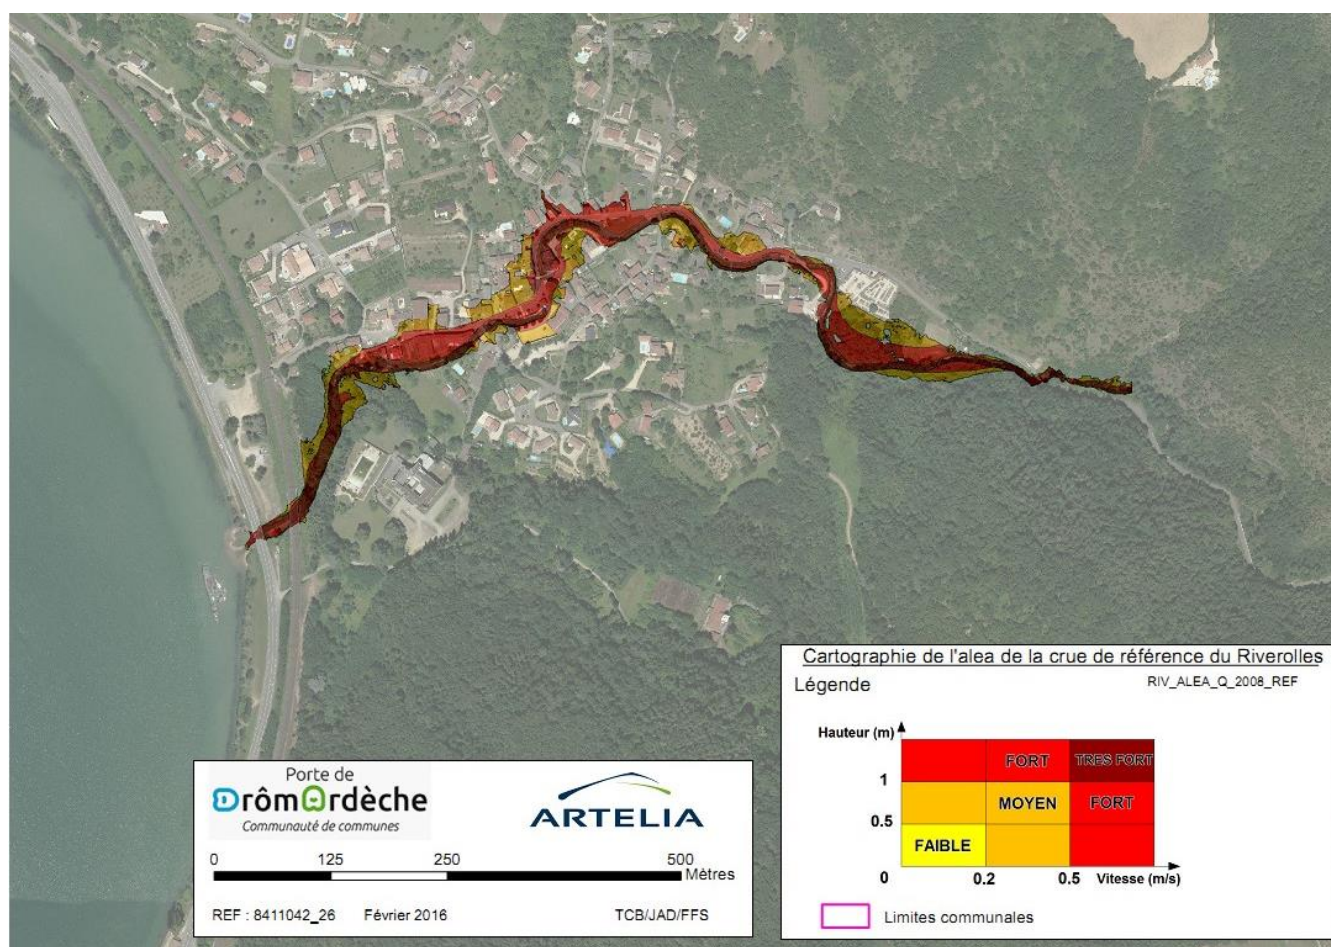 Cartographie de l'alea de la crue de référence du Riverolles
Légende
RIV_ALEA_Q_2008_REF
Hauteur (m)
FORT
TRES FORT
1
MOYEN
FORT
0.5
FAIBLE
0
0.2
0.5
Vitesse (m/s)
Limites communales
Porte de
DrômArdèche
Communauté de communes
ARTELIA
0
125
250
500
Mètres
REF : 8411042_26
Février 2016
TCB/JAD/FFS